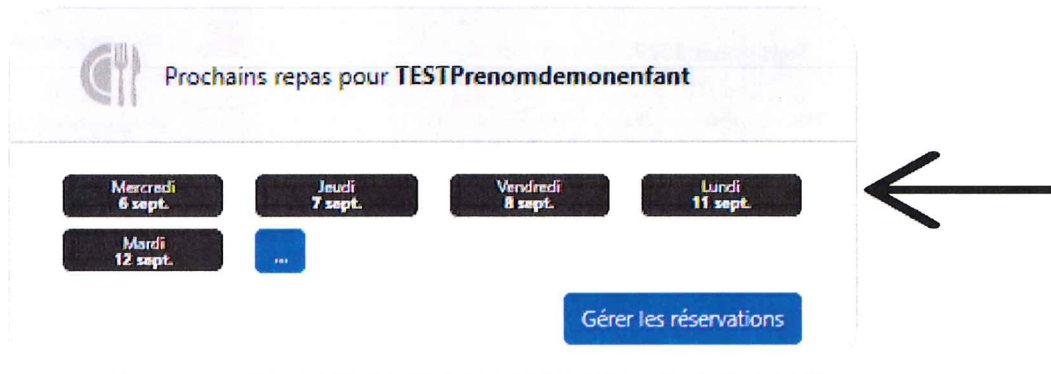 Prochains repas pour TESTPrenomdemonenfant
Mercredi
6 sept.
Jeudi
7 sept.
Vendredi
8 sept.
Lundi
11 sept.
Mardi
12 sept.
...
Gérer les réservations